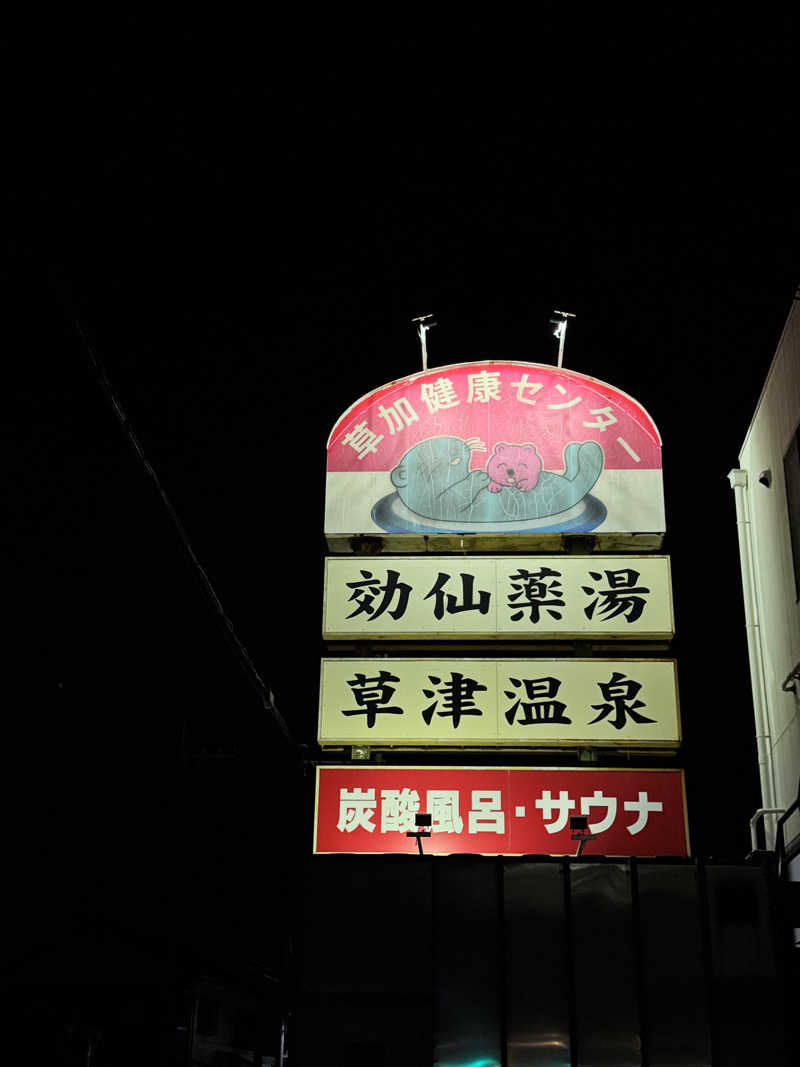 草加健康センター
効仙薬湯
草津温泉
炭酸風呂・サウナ